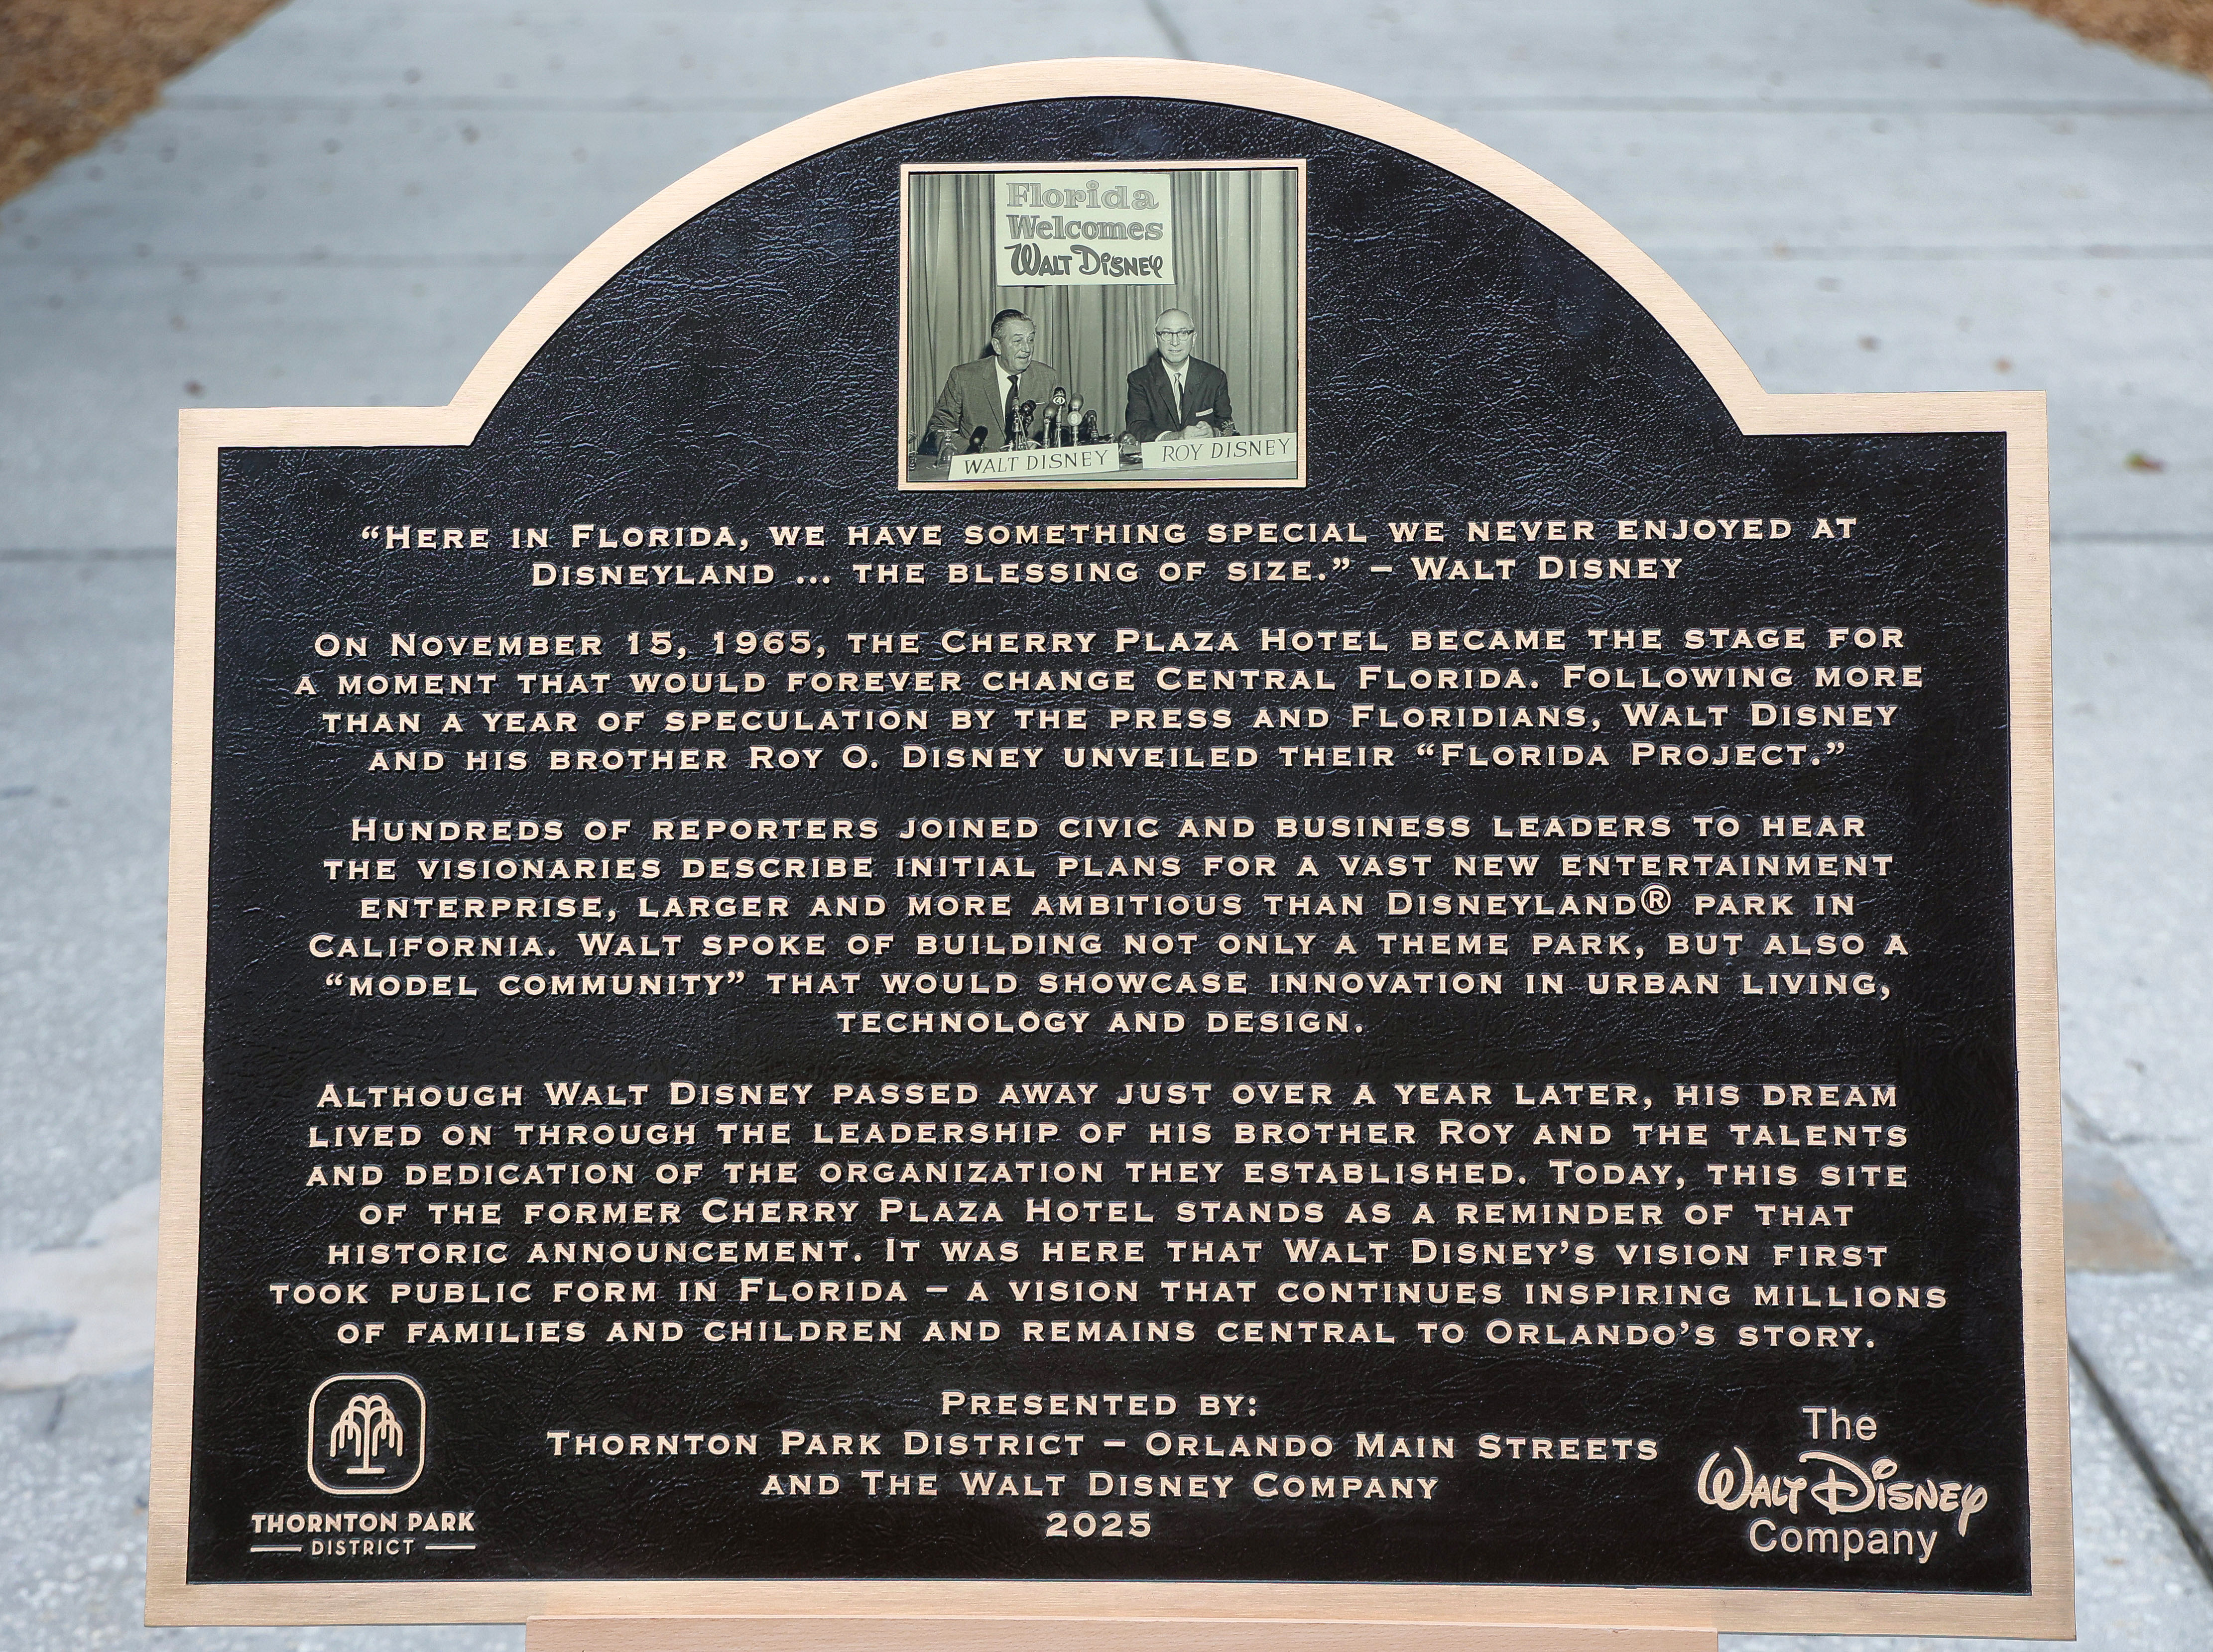 Florida
Welcomes
WALT DISNEY
WALT DISNEY
ROY DISNEY
“HERE IN FLORIDA, WE HAVE SOMETHING SPECIAL WE NEVER ENJOYED AT
DISNEYLAND ... THE BLESSING OF SIZE.” – WALT DISNEY
ON NOVEMBER 15, 1965, THE CHERRY PLAZA HOTEL BECAME THE STAGE FOR
A MOMENT THAT WOULD FOREVER CHANGE CENTRAL FLORIDA. FOLLOWING MORE
THAN A YEAR OF SPECULATION BY THE PRESS AND FLORIDIANS, WALT DISNEY
AND HIS BROTHER ROY O. DISNEY UNVEILED THEIR “FLORIDA PROJECT.”
HUNDREDS OF REPORTERS JOINED CIVIC AND BUSINESS LEADERS TO HEAR
THE VISIONARIES DESCRIBE INITIAL PLANS FOR A VAST NEW ENTERTAINMENT
ENTERPRISE, LARGER AND MORE AMBITIOUS THAN DISNEYLAND® PARK IN
CALIFORNIA. WALT SPOKE OF BUILDING NOT ONLY A THEME PARK, BUT ALSO A
“MODEL COMMUNITY” THAT WOULD SHOWCASE INNOVATION IN URBAN LIVING,
TECHNOLOGY AND DESIGN.
ALTHOUGH WALT DISNEY PASSED AWAY JUST OVER A YEAR LATER, HIS DREAM
LIVED ON THROUGH THE LEADERSHIP OF HIS BROTHER ROY AND THE TALENTS
AND DEDICATION OF THE ORGANIZATION THEY ESTABLISHED. TODAY, THIS SITE
OF THE FORMER CHERRY PLAZA HOTEL STANDS AS A REMINDER OF THAT
HISTORIC ANNOUNCEMENT. IT WAS HERE THAT WALT DISNEY’S VISION FIRST
TOOK PUBLIC FORM IN FLORIDA – A VISION THAT CONTINUES INSPIRING MILLIONS
OF FAMILIES AND CHILDREN AND REMAINS CENTRAL TO ORLANDO’S STORY.
PRESENTED BY:
THORNTON PARK DISTRICT – ORLANDO MAIN STREETS
AND THE WALT DISNEY COMPANY
2025
THORNTON PARK
DISTRICT
The
WALT DISNEY
Company